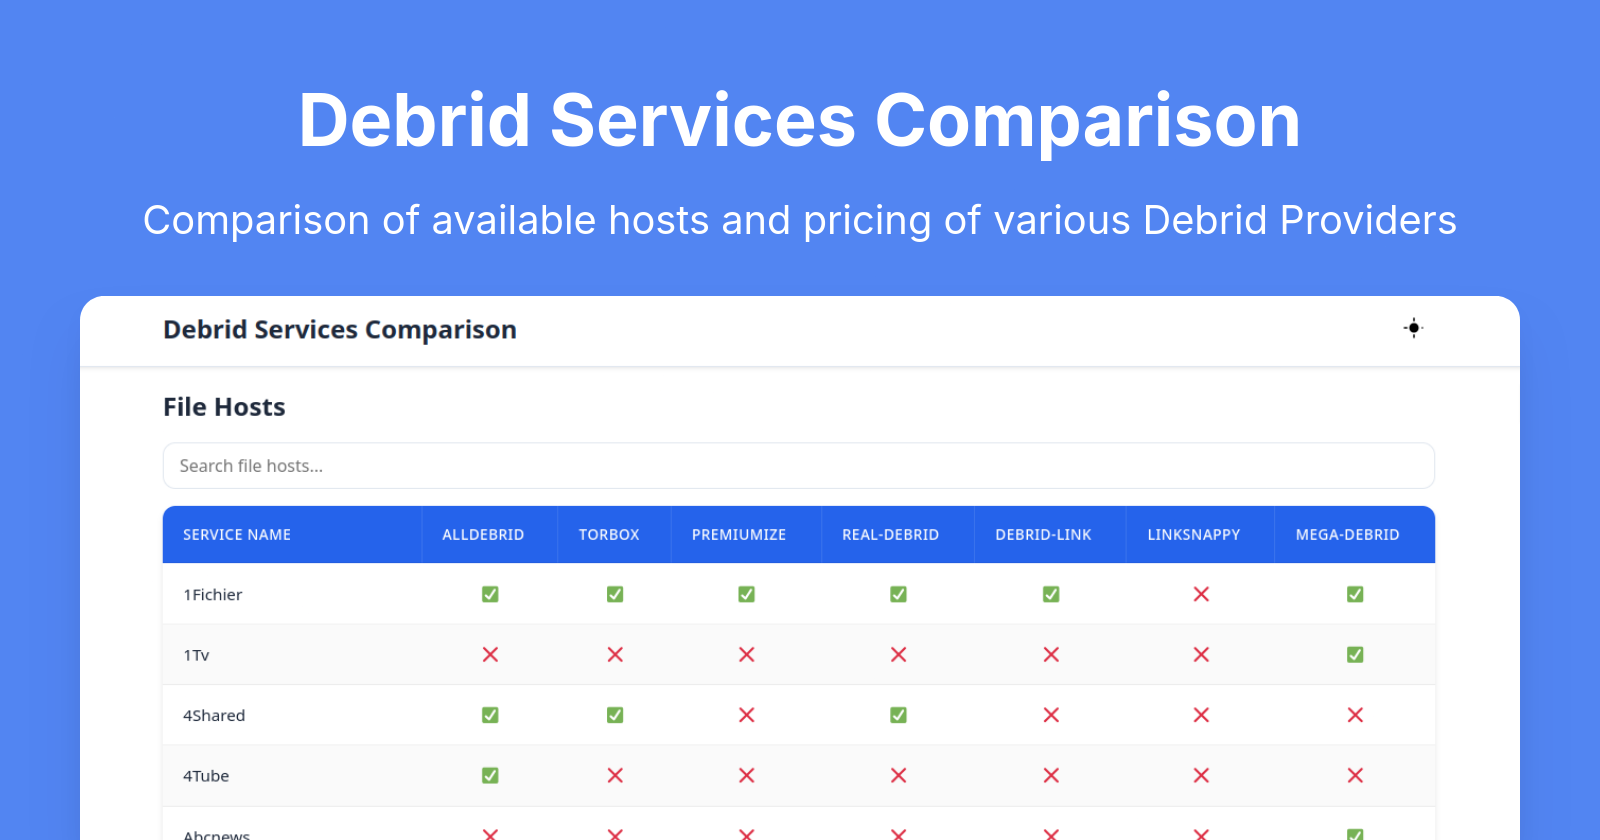 Debrid Services Comparison
Comparison of available hosts and pricing of various Debrid Providers
Debrid Services Comparison
File Hosts
Search file hosts...
SERVICE NAME ALLDEBRID TORBOX PREMIUMIZE REAL-DEBRID DEBRID-LINK LINKSNAPPY MEGA-DEBRID
1Fichier ✅ ✅ ✅ ✅ ✅ ❌ ✅
1Tv ❌ ❌ ❌ ❌ ❌ ❌ ✅
4Shared ✅ ✅ ❌ ✅ ❌ ❌ ❌
4Tube ✅ ❌ ❌ ❌ ❌ ❌ ❌
Abcnews ❌ ❌ ❌ ❌ ❌ ❌ ✅